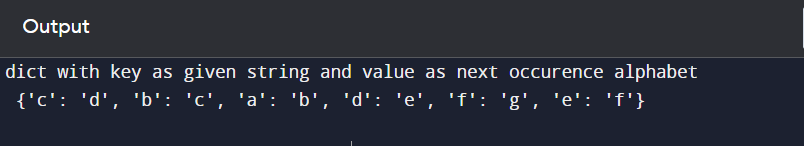 Output
dict with key as given string and value as next occurence alphabet
{'c': 'd', 'b': 'c', 'a': 'b', 'd': 'e', 'f': 'g', 'e': 'f'}